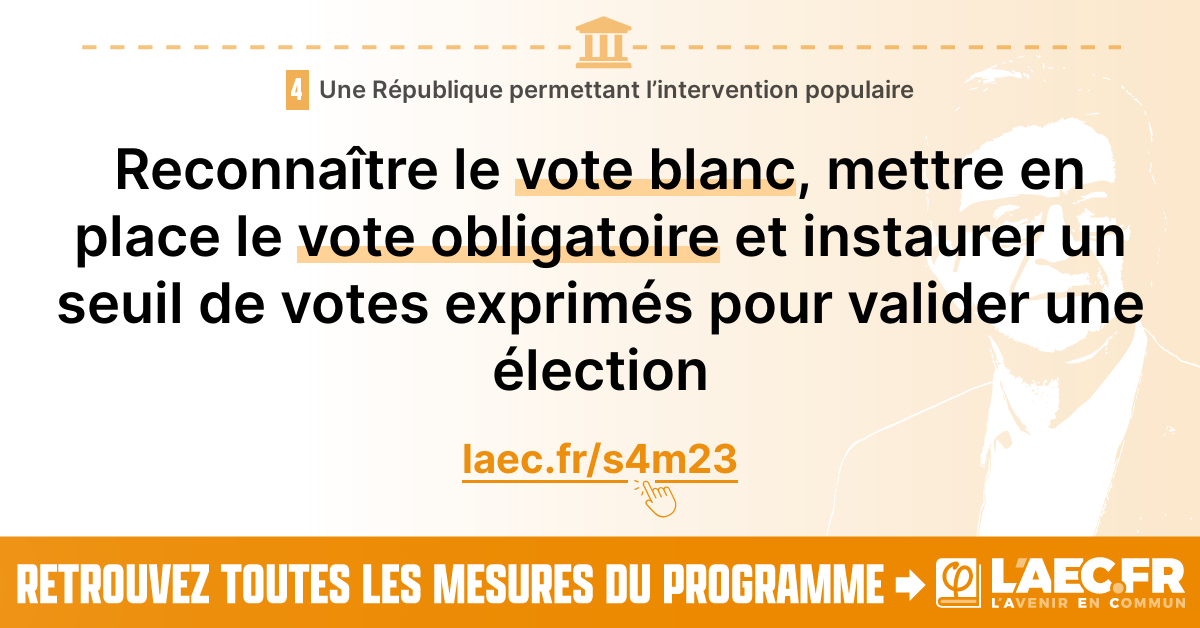 4 Une République permettant l’intervention populaire
Reconnaître le vote blanc, mettre en
place le vote obligatoire et instaurer un
seuil de votes exprimés pour valider une
élection
laec.fr/s4m23
RETROUVEZ TOUTES LES MESURES DU PROGRAMME
φ L'AEC.FR
L'AVENIR EN COMMUN